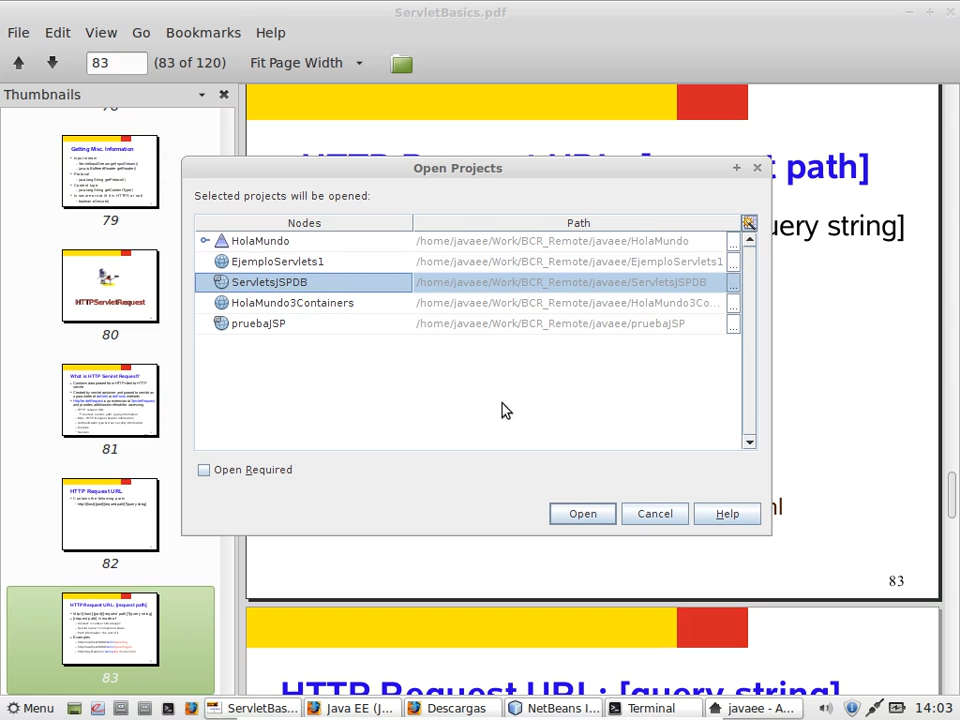 ServletBasics.pdf
File Edit View Go Bookmarks Help
83 (83 of 120) Fit Page Width
Thumbnails
Getting Misc. Information
79
HTTPServletRequest
80
What is HTTP Servlet Request?
81
HTTP Request URL
82
HTTP Request URL: [request path]
83
t path]
uery string]
Open Projects
Selected projects will be opened:
Nodes Path
HolaMundo /home/javaee/Work/BCR_Remote/javaee/HolaMundo ...
EjemploServlets1 /home/javaee/Work/BCR_Remote/javaee/EjemploServlets1 ...
ServletsJSPDB /home/javaee/Work/BCR_Remote/javaee/ServletsJSPDB ...
HolaMundo3Containers /home/javaee/Work/BCR_Remote/javaee/HolaMundo3Co... ...
pruebaJSP /home/javaee/Work/BCR_Remote/javaee/pruebaJSP ...
Open Required
Open Cancel Help
83
HTTP Request URL: [query string]
Menu ServletBas... Java EE (J... Descargas NetBeans I... Terminal javaee - A... 14:03